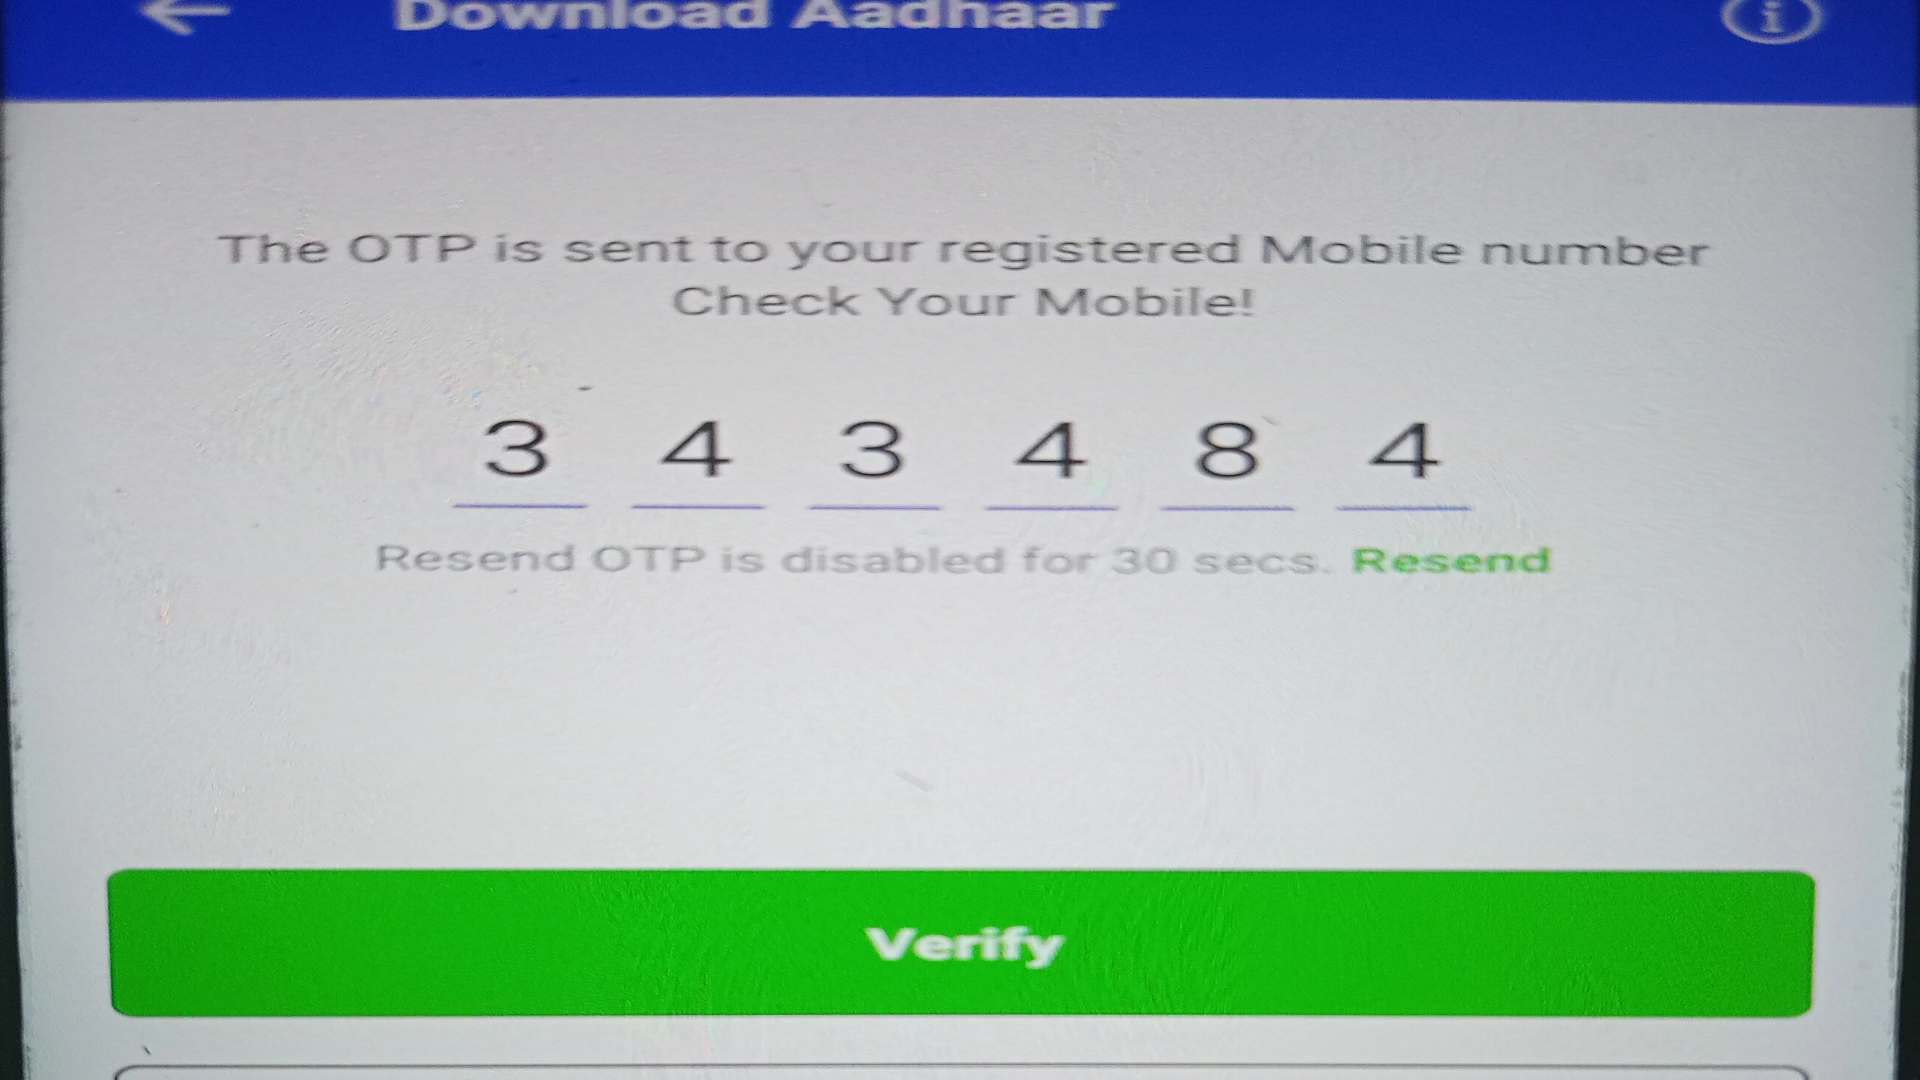 Download Aadhaar
The OTP is sent to your registered Mobile number
Check Your Mobile!
3 4 3 4 8 4
Resend OTP is disabled for 30 secs. Resend
Verify